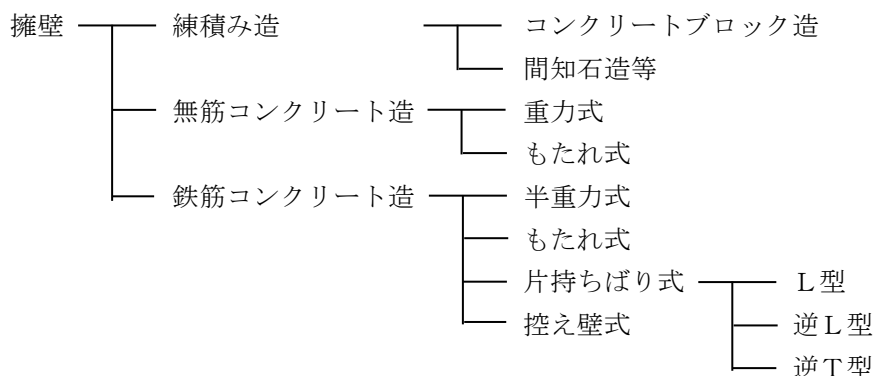 擁壁 練積み造 コンクリートブロック造
間知石造等
無筋コンクリート造 重力式
もたれ式
鉄筋コンクリート造 半重力式
もたれ式
片持ちばり式 Ｌ型
控え壁式 逆Ｌ型
逆Ｔ型